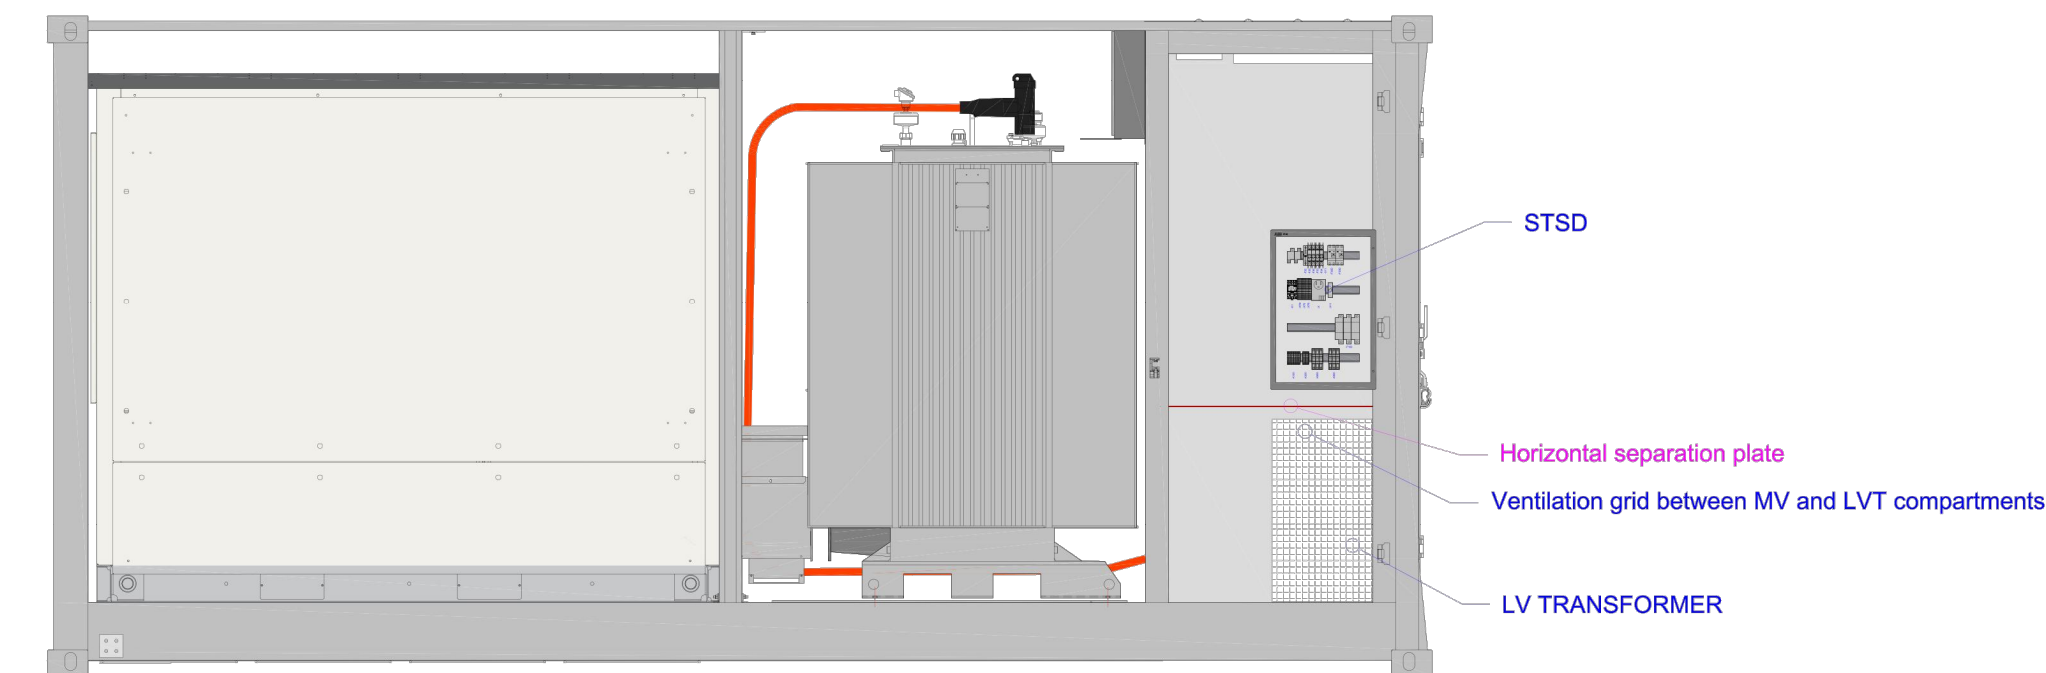 STSD
Horizontal separation plate
Ventilation grid between MV and LVT compartments
LV TRANSFORMER